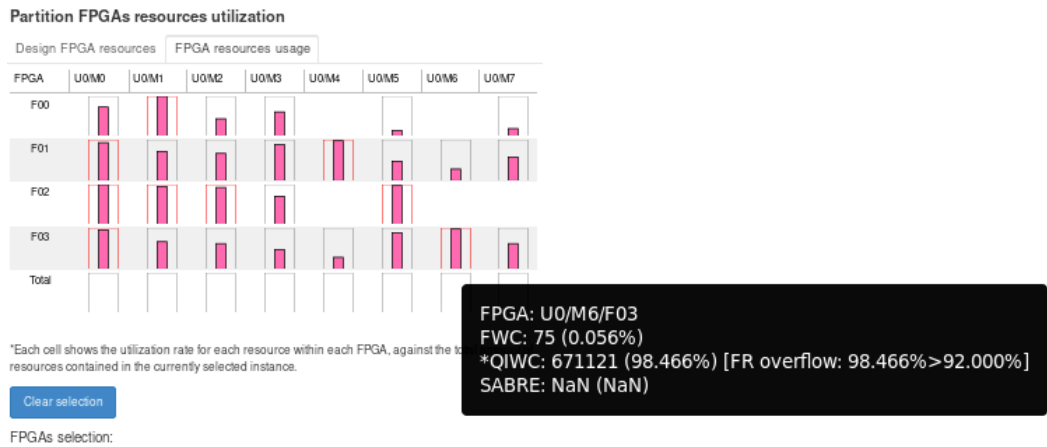 Partition FPGAs resources utilization
Design FPGA resources FPGA resources usage
FPGA U0/M0 U0/M1 U0/M2 U0/M3 U0/M4 U0/M5 U0/M6 U0/M7
F00
F01
F02
F03
Total
FPGA: U0/M6/F03
FWC: 75 (0.056%)
*QIWC: 671121 (98.466%) [FR overflow: 98.466%>92.000%]
SABRE: NaN (NaN)
*Each cell shows the utilization rate for each resource within each FPGA, against the
resources contained in the currently selected instance.
Clear selection
FPGAs selection: